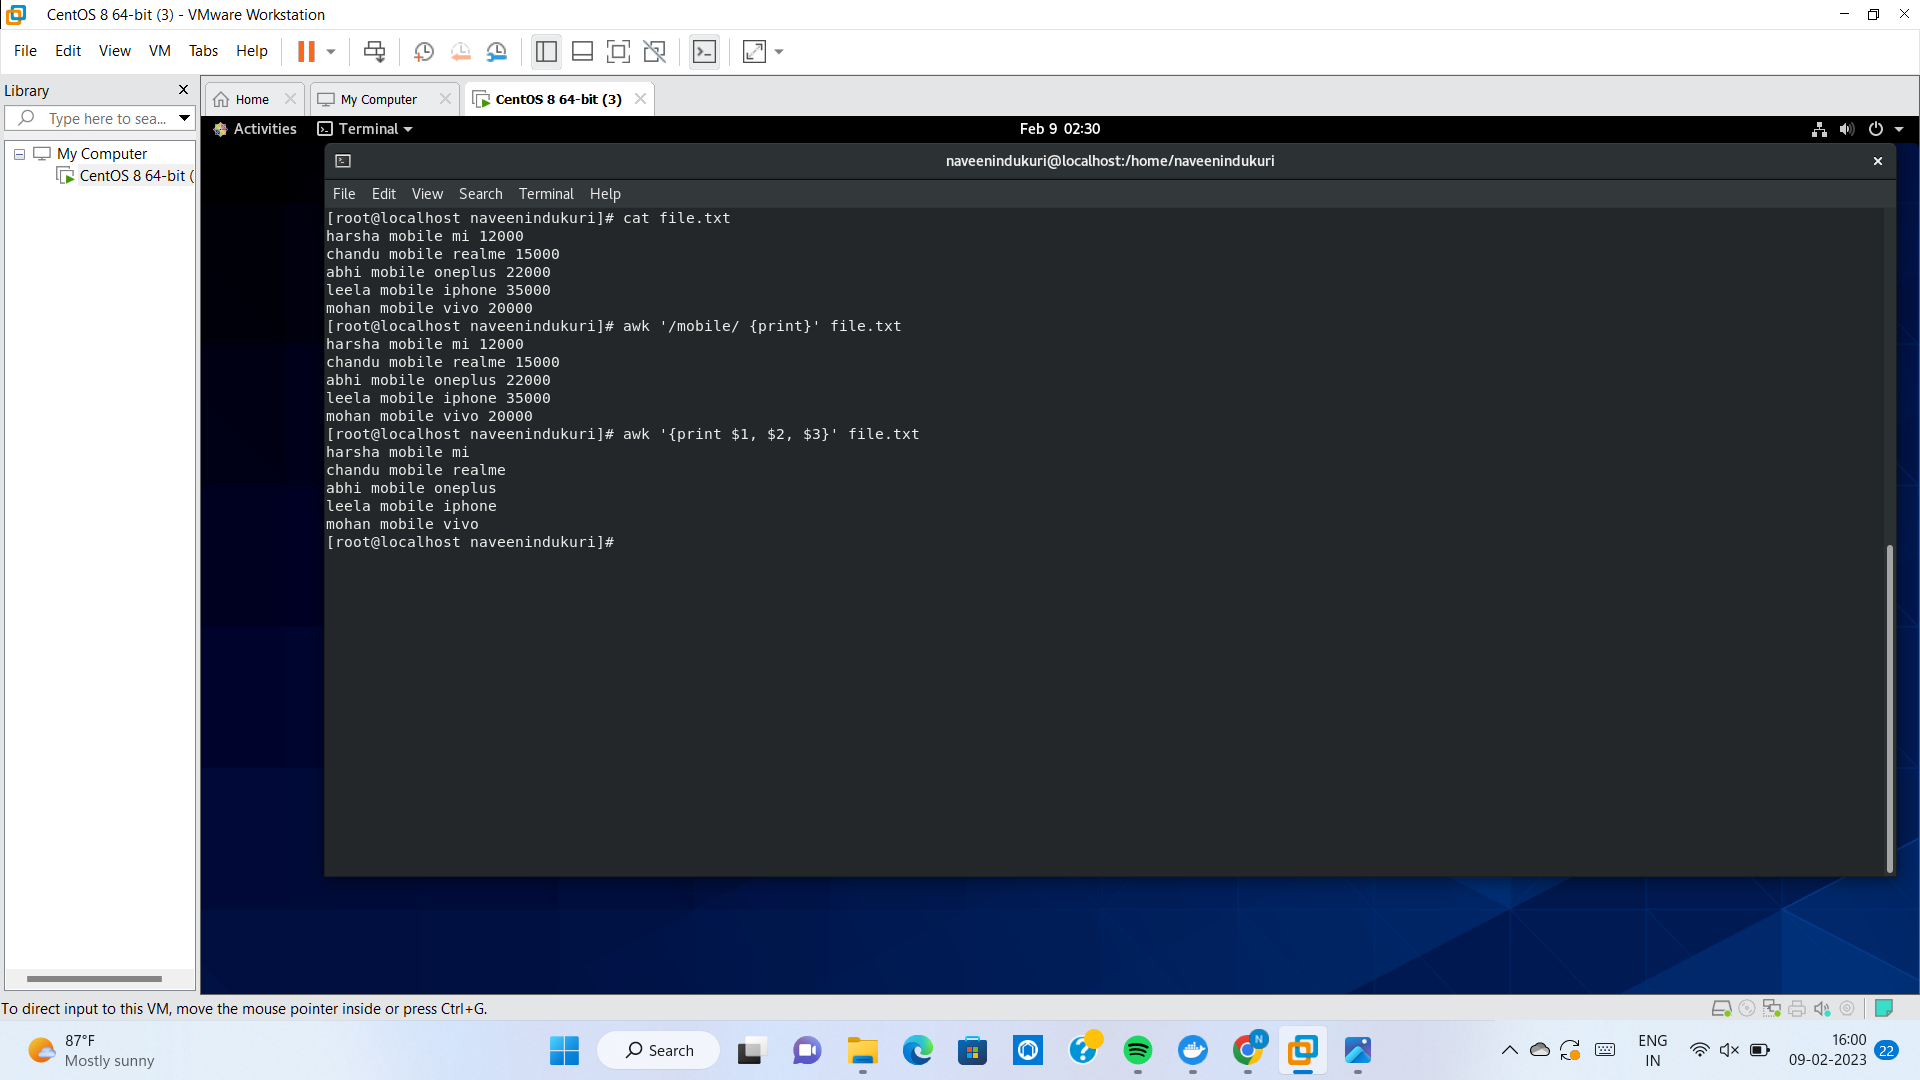 CentOS 8 64-bit (3) - VMware Workstation
File Edit View VM Tabs Help
Library
Type here to sea...
My Computer
CentOS 8 64-bit (
Home
My Computer
CentOS 8 64-bit (3)
Activities
Terminal
Feb 9 02:30
naveenindukuri@localhost:/home/naveenindukuri
File Edit View Search Terminal Help
[root@localhost naveenindukuri]# cat file.txt
harsha mobile mi 12000
chandu mobile realme 15000
abhi mobile oneplus 22000
leela mobile iphone 35000
mohan mobile vivo 20000
[root@localhost naveenindukuri]# awk '/mobile/ {print}' file.txt
harsha mobile mi 12000
chandu mobile realme 15000
abhi mobile oneplus 22000
leela mobile iphone 35000
mohan mobile vivo 20000
[root@localhost naveenindukuri]# awk '{print $1, $2, $3}' file.txt
harsha mobile mi
chandu mobile realme
abhi mobile oneplus
leela mobile iphone
mohan mobile vivo
[root@localhost naveenindukuri]#
To direct input to this VM, move the mouse pointer inside or press Ctrl+G.
87°F
Mostly sunny
Search
N
ENG
IN
16:00
09-02-2023
22